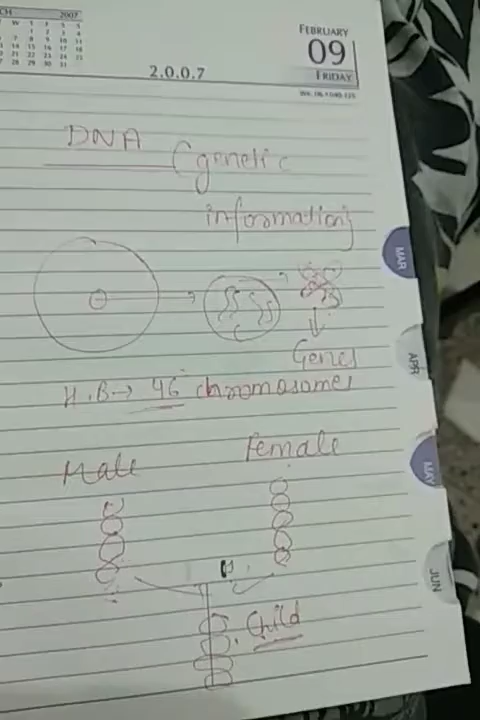 2007
FEBRUARY
09
FRIDAY
2.0.0.7
DNA (genetic
information)
Genes
H.B → 46 chromosomes
Male
Female
Child
MAR
APR
MAY
JUN